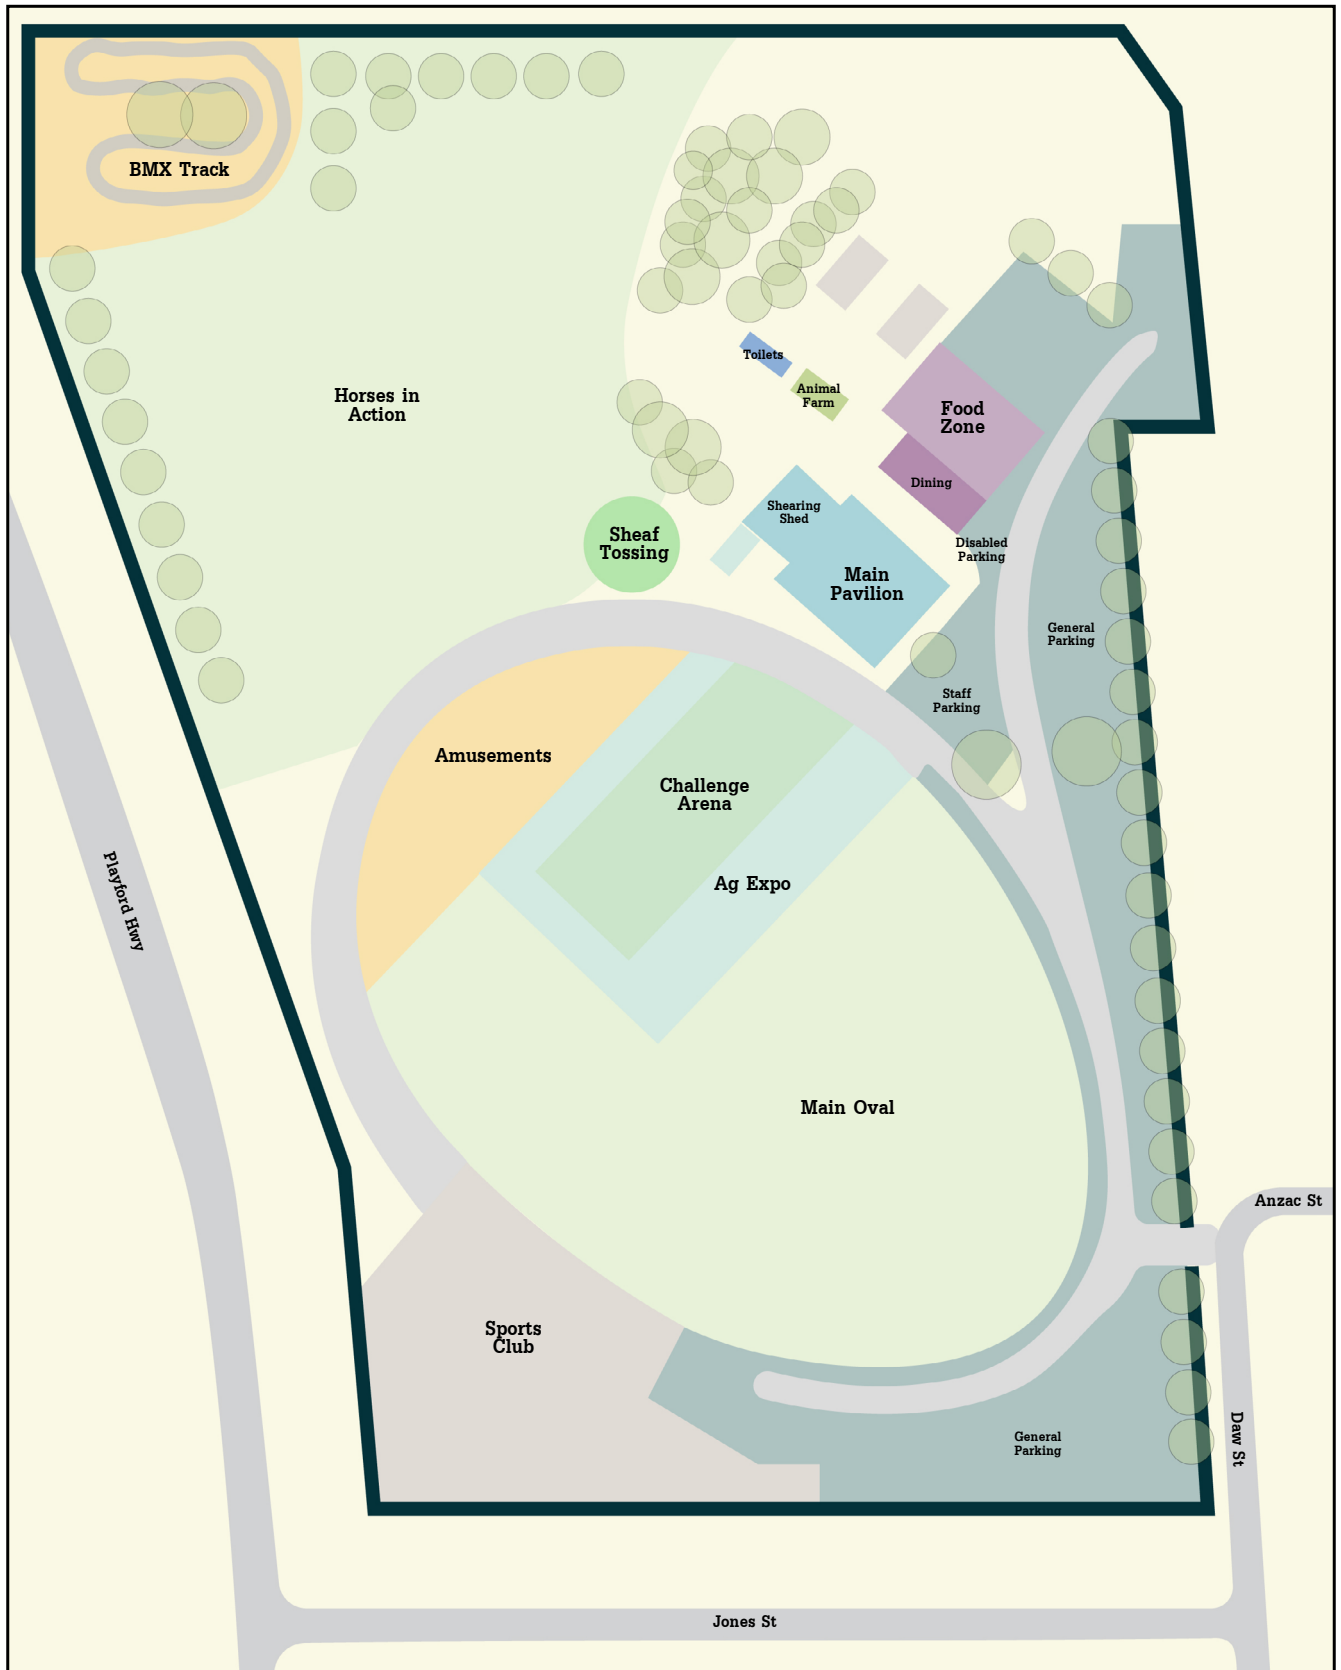 BMX Track
Toilets
Animal
Farm
Horses in
Action
Food
Zone
Dining
Shearing
Shed
Sheaf
Tossing
Disabled
Parking
Main
Pavilion
General
Parking
Staff
Parking
Amusements
Challenge
Arena
Ag Expo
Playford Hwy
Main Oval
Anzac St
Sports
Club
General
Parking
Daw St
Jones St